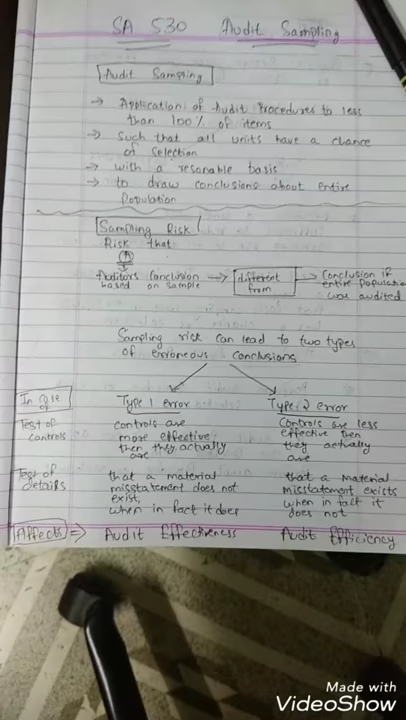 SA 530 Audit Sampling
Audit Sampling
→ Application of Audit Procedures to less
than 100% of items
→ Such that all units have a chance
of selection
→ with a resanable basis
→ to draw conclusions about Entire
Population
Sampling Risk
Risk that
Auditors Conclusion → different → Conclusion if
based on sample from entire population
was audited
Sampling risk can lead to two types
of erroneous conclusions
In case Type 1 error Type 2 error
Test of controls are Controls are less
controls more effective effective then
then they actually they actually
are are
Test of that a material that a material
details misstatement does not misstatement exists
exist, when in fact it
when in fact it does does not
Affects ⇒ Audit Effectiveness Audit Efficiency
Made with
VideoShow